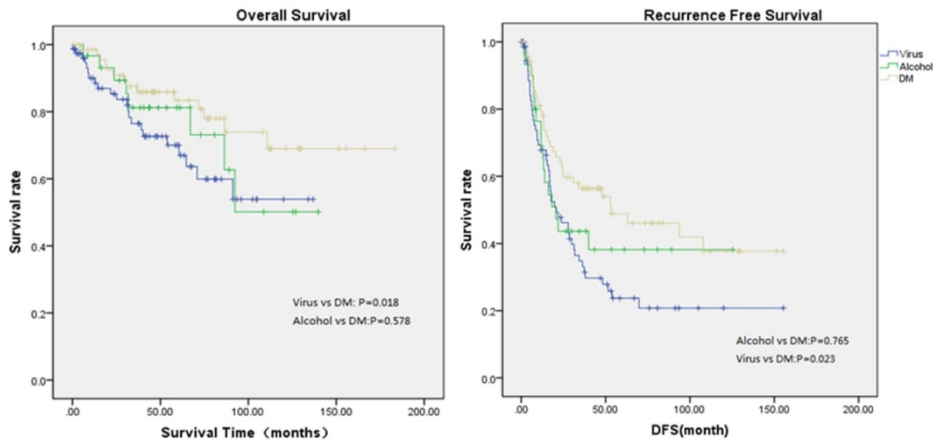 Overall Survival
Survival rate
1.0
0.8
0.6
0.4
0.2
0.0
Virus vs DM: P=0.018
Alcohol vs DM:P=0.578
.00 50.00 100.00 150.00 200.00
Survival Time (months)
Recurrence Free Survival
Virus
Alcohol
DM
Survival rate
1.0
0.8
0.6
0.4
0.2
0.0
Alcohol vs DM:P=0.765
Virus vs DM:P=0.023
.00 50.00 100.00 150.00 200.00
DFS(month)